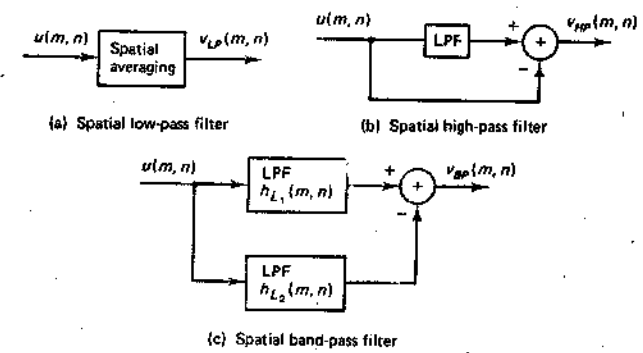 u(m, n)
Spatial
averaging
v_LP(m, n)
(a) Spatial low-pass filter
u(m, n)
LPF
+
+
−
v_HP(m, n)
(b) Spatial high-pass filter
u(m, n)
LPF
h_L₁(m, n)
+
+
−
v_BP(m, n)
LPF
h_L₂(m, n)
(c) Spatial band-pass filter